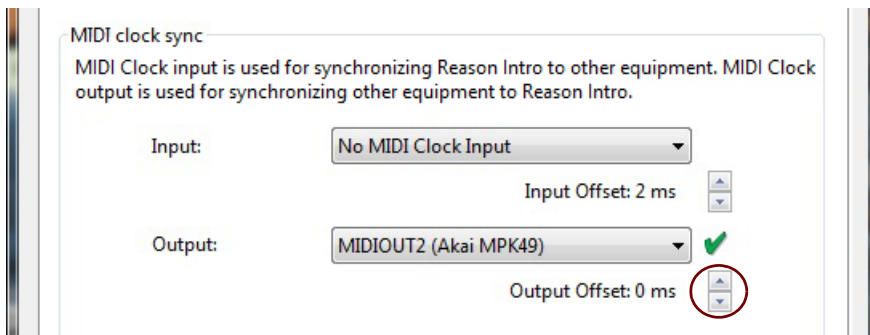 MIDI clock sync
MIDI Clock input is used for synchronizing Reason Intro to other equipment. MIDI Clock
output is used for synchronizing other equipment to Reason Intro.
Input: No MIDI Clock Input
Input Offset: 2 ms
Output: MIDIOUT2 (Akai MPK49)
Output Offset: 0 ms